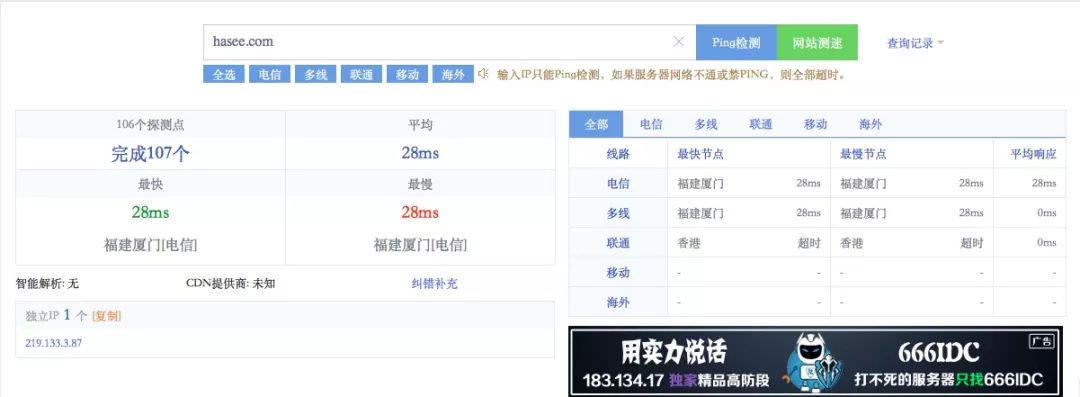 hasee.com Ping检测 网站测速 查询记录
全选 电信 多线 联通 移动 海外 输入IP只能Ping检测，如果服务器网络不通或禁PING，则全部超时。
106个探测点 平均
完成107个 28ms
最快 最慢
28ms 28ms
福建厦门[电信] 福建厦门[电信]
智能解析: 无 CDN提供商: 未知 纠错补充
独立IP 1 个 [复制]
219.133.3.87
全部 电信 多线 联通 移动 海外
线路 最快节点 最慢节点 平均响应
电信 福建厦门 28ms 福建厦门 28ms 28ms
多线 福建厦门 28ms 福建厦门 28ms 0ms
联通 香港 超时 香港 超时 0ms
移动 - - - - -
海外 - - - - -
用实力说话 666IDC 广告
183.134.17 独家精品高防段 打不死的服务器只找666IDC